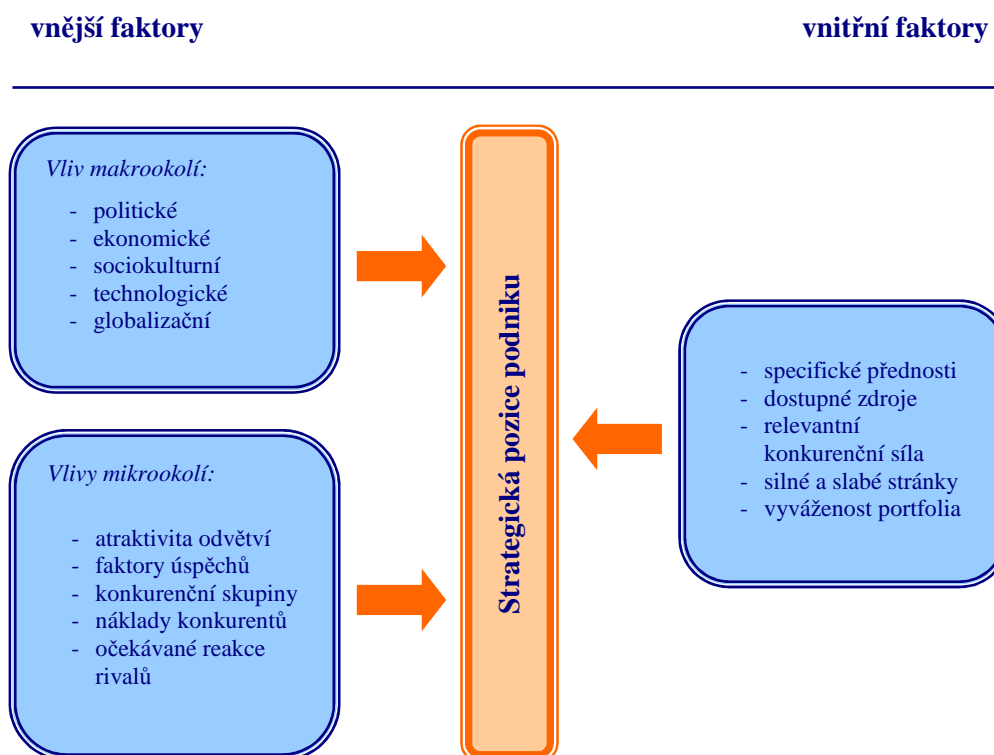 vnější faktory
vnitřní faktory
Vliv makrookolí:
- politické
- ekonomické
- sociokulturní
- technologické
- globalizační
Vlivy mikrookolí:
- atraktivita odvětví
- faktory úspěchů
- konkurenční skupiny
- náklady konkurentů
- očekávané reakce
rivalů
Strategická pozice podniku
- specifické přednosti
- dostupné zdroje
- relevantní
konkurenční síla
- silné a slabé stránky
- vyváženost portfolia